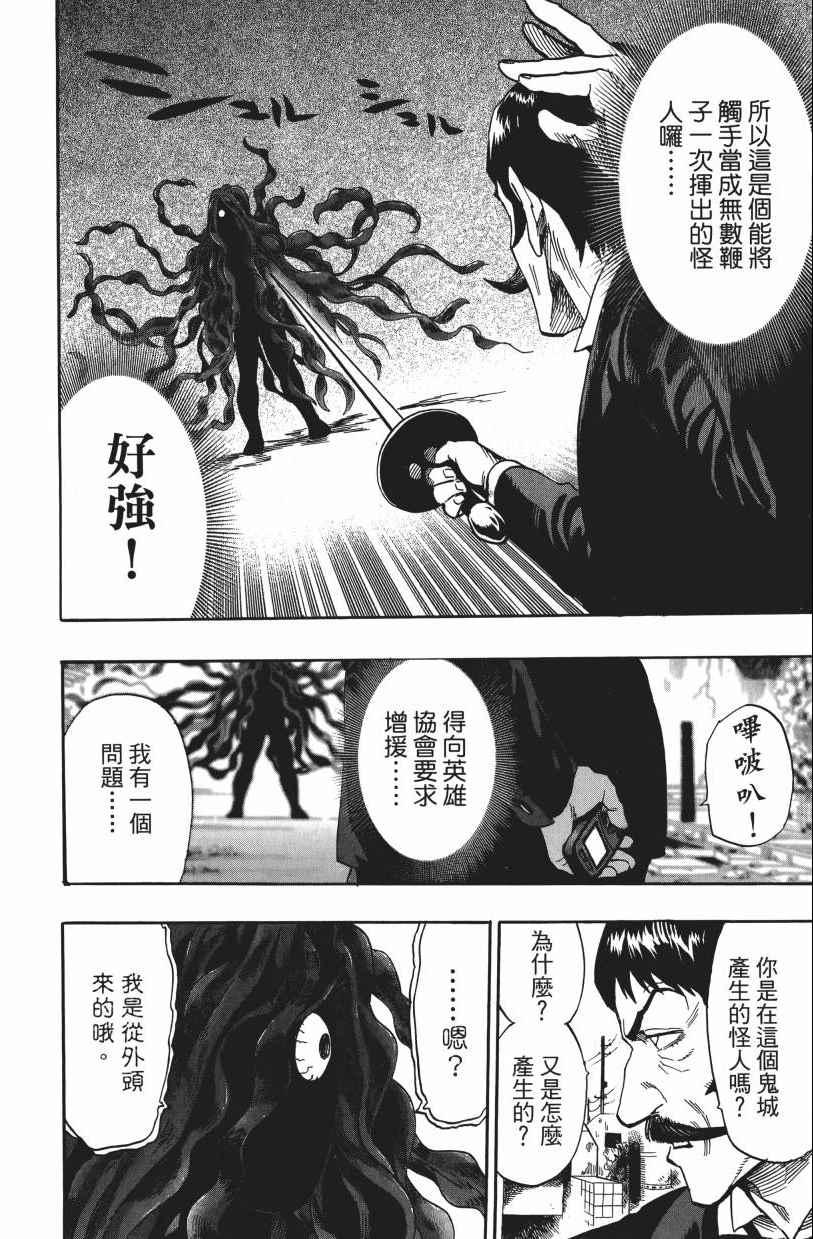 所以這是個能將
觸手當成無數鞭
子一次揮出的怪
人囉……
シュル
シュル
好強！
嗶啵叭！
得向英雄
協會要求
增援……
我有一個
問題……
你是在這個鬼城
產生的怪人嗎？
為什麼？
又是怎麼
產生的？
……嗯？
我是從外頭
來的哦。